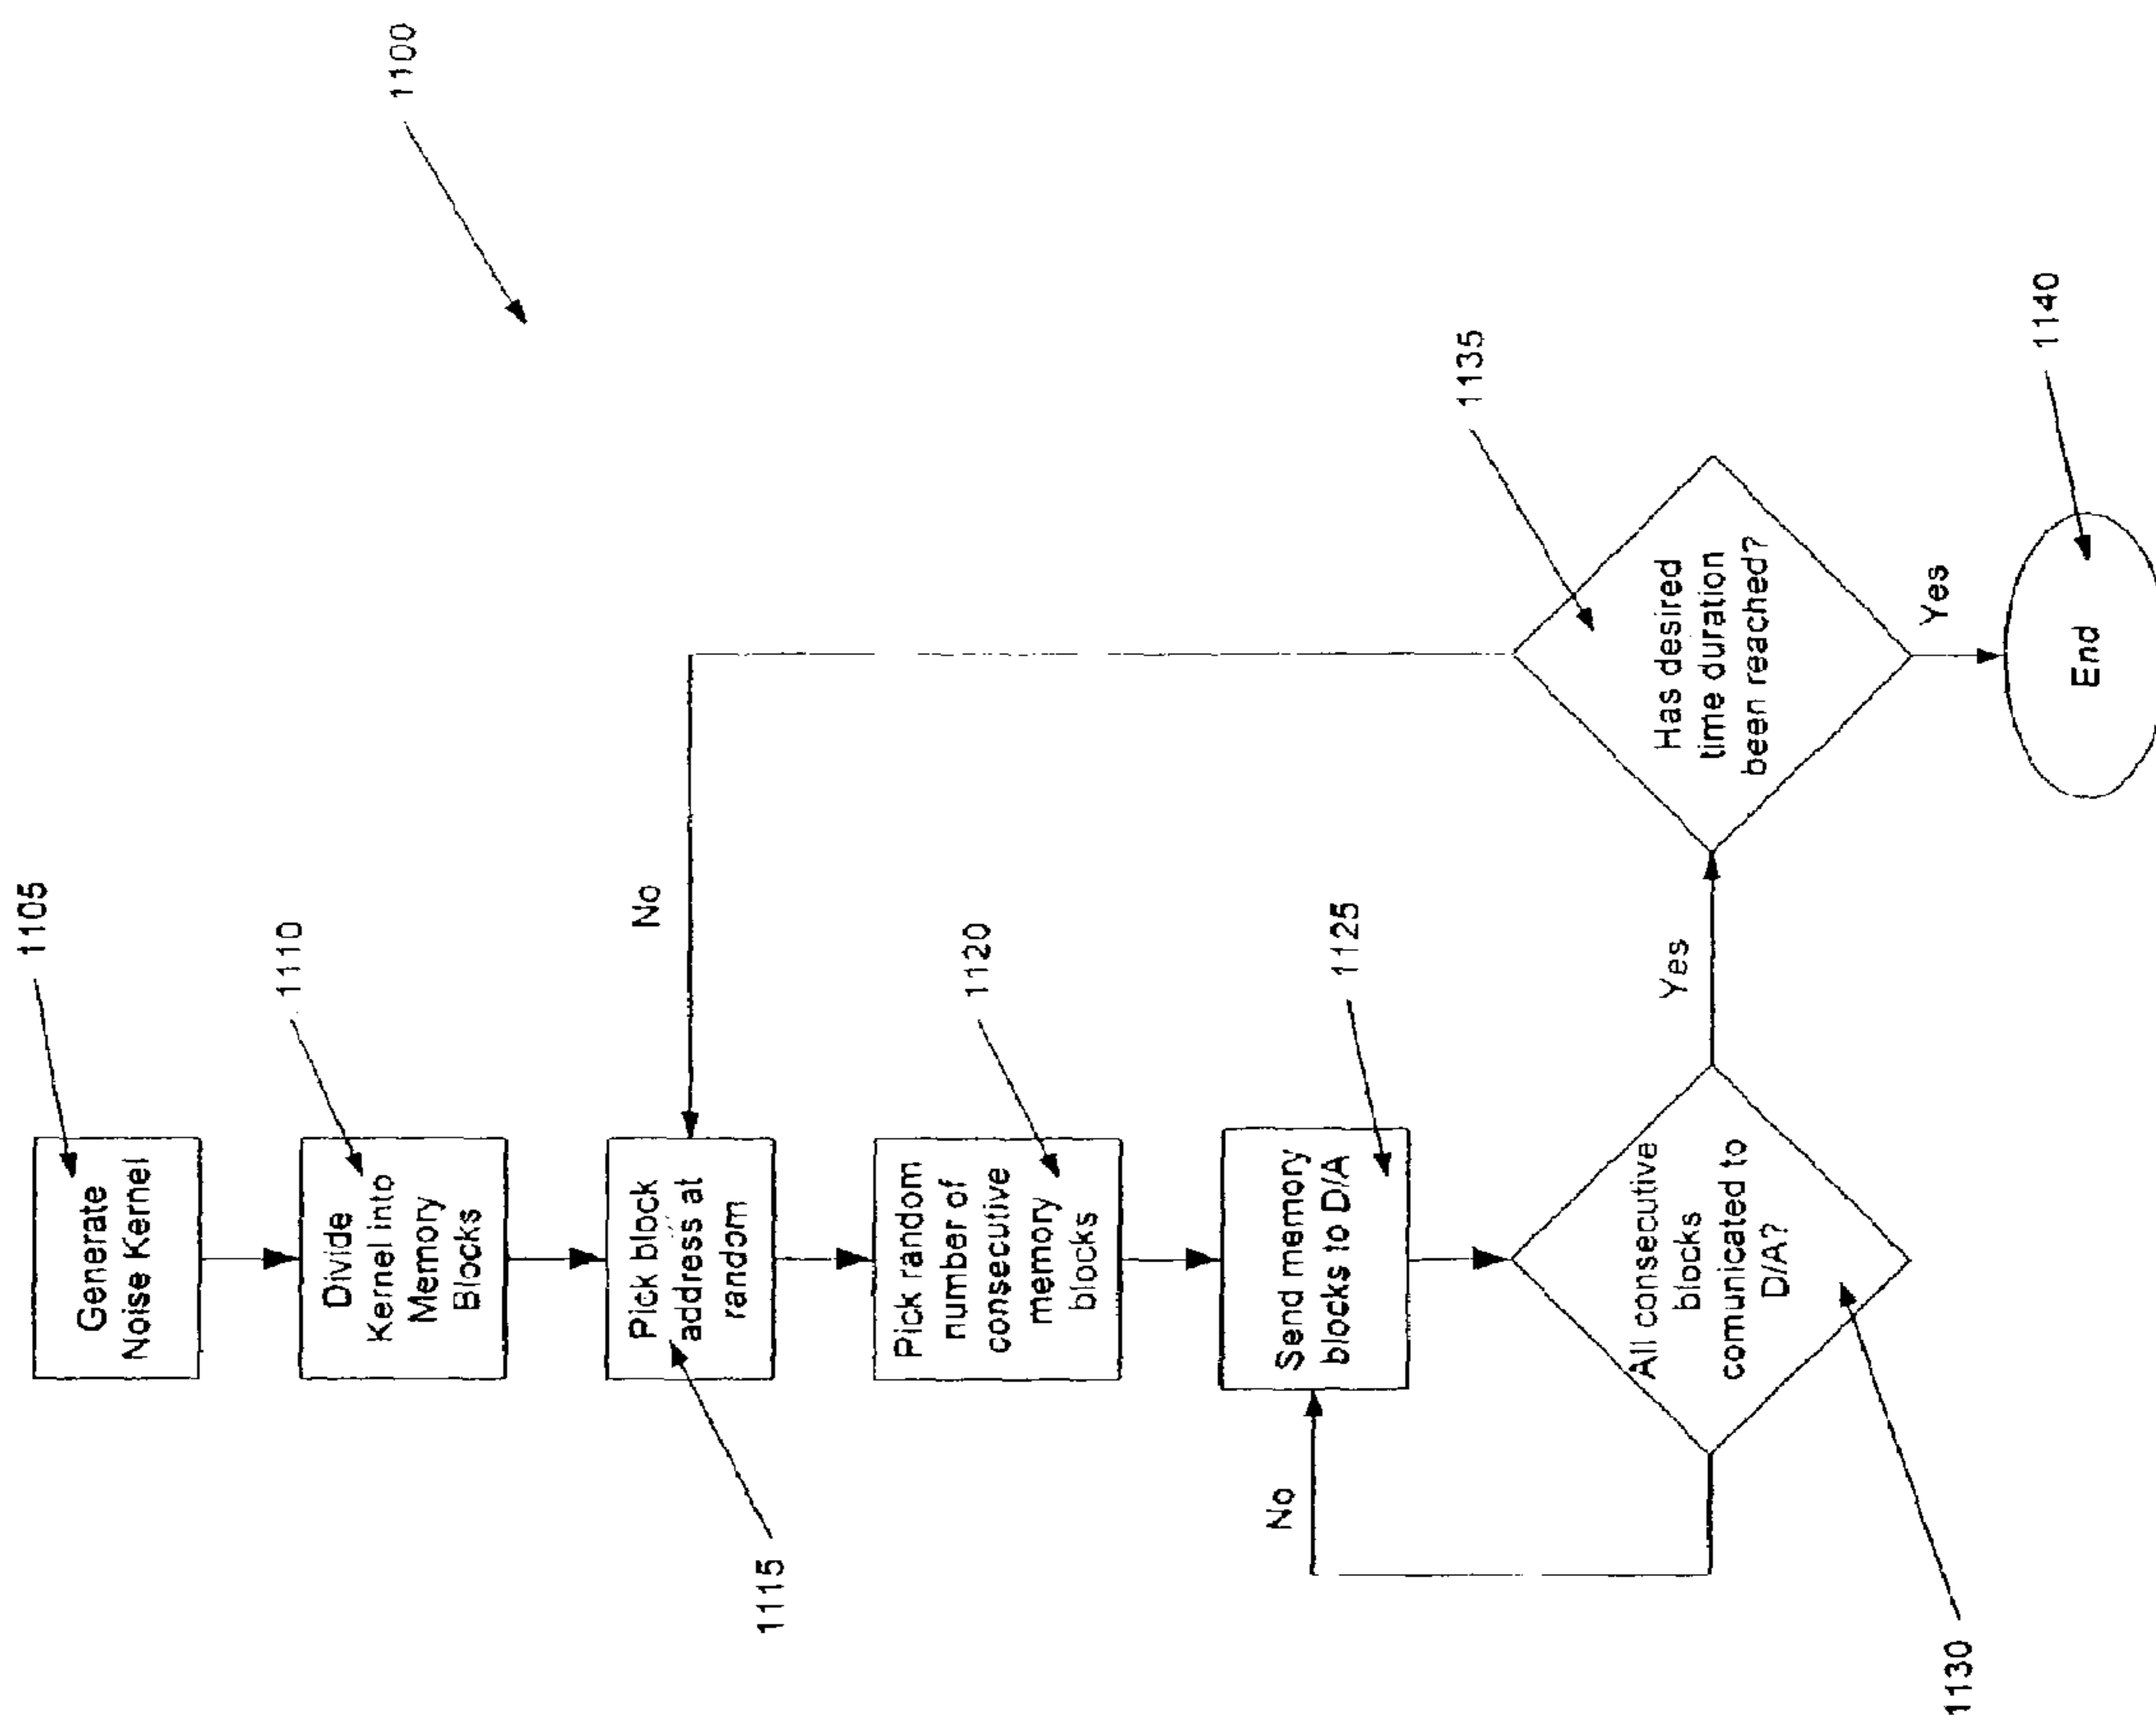 1100
1105
Generate
Noise Kernel
1110
Divide
Kernel into
Memory
Blocks
1115
Pick block
address at
random
No
1120
Pick random
number of
consecutive
memory
blocks
1125
Send memory
blocks to D/A
No
1130
All consecutive
blocks
comunicated to
D/A?
Yes
1135
Has desired
time duration
been reached?
Yes
1140
End